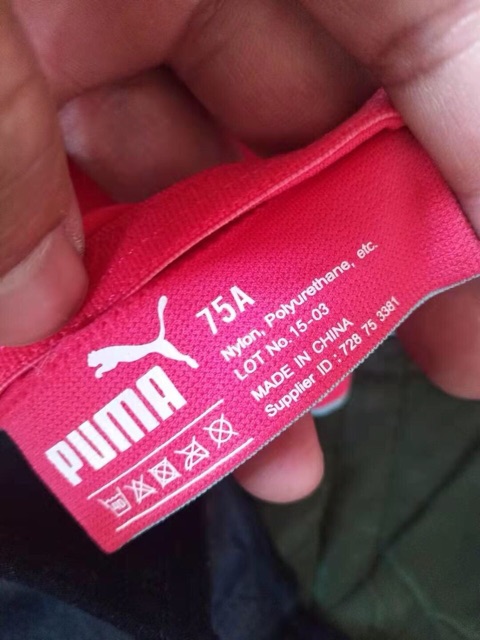 PUMA
75A
Nylon, Polyurethane, etc.
LOT No.15-03
MADE IN CHINA
Supplier ID : 728 75 3381